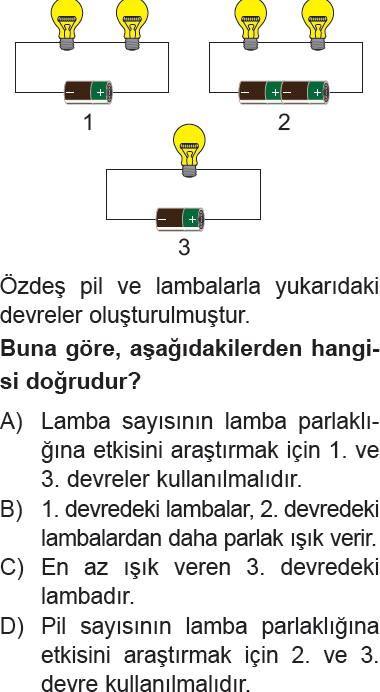 1
2
3
Özdeş pil ve lambalarla yukarıdaki
devreler oluşturulmuştur.
Buna göre, aşağıdakilerden hangi-
si doğrudur?
A) Lamba sayısının lamba parlaklı-
ğına etkisini araştırmak için 1. ve
3. devreler kullanılmalıdır.
B) 1. devredeki lambalar, 2. devredeki
lambalardan daha parlak ışık verir.
C) En az ışık veren 3. devredeki
lambadır.
D) Pil sayısının lamba parlaklığına
etkisini araştırmak için 2. ve 3.
devre kullanılmalıdır.